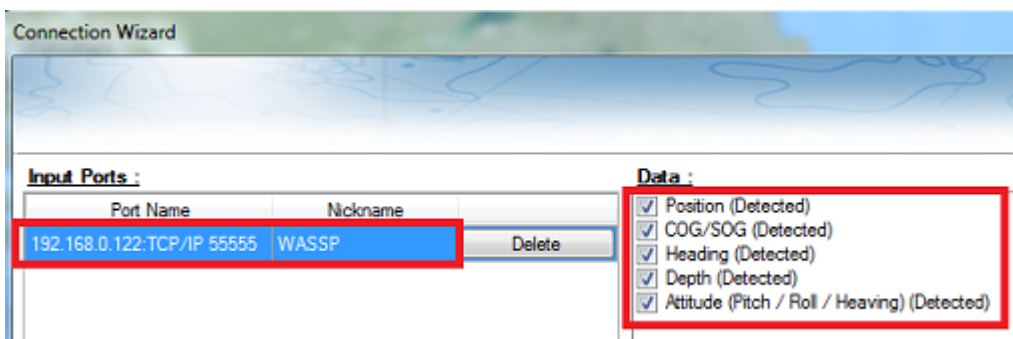 Connection Wizard
Input Ports :
Port Name Nickname
192.168.0.122:TCP/IP 55555 WASSP Delete
Data :
Position (Detected)
COG/SOG (Detected)
Heading (Detected)
Depth (Detected)
Attitude (Pitch / Roll / Heaving) (Detected)